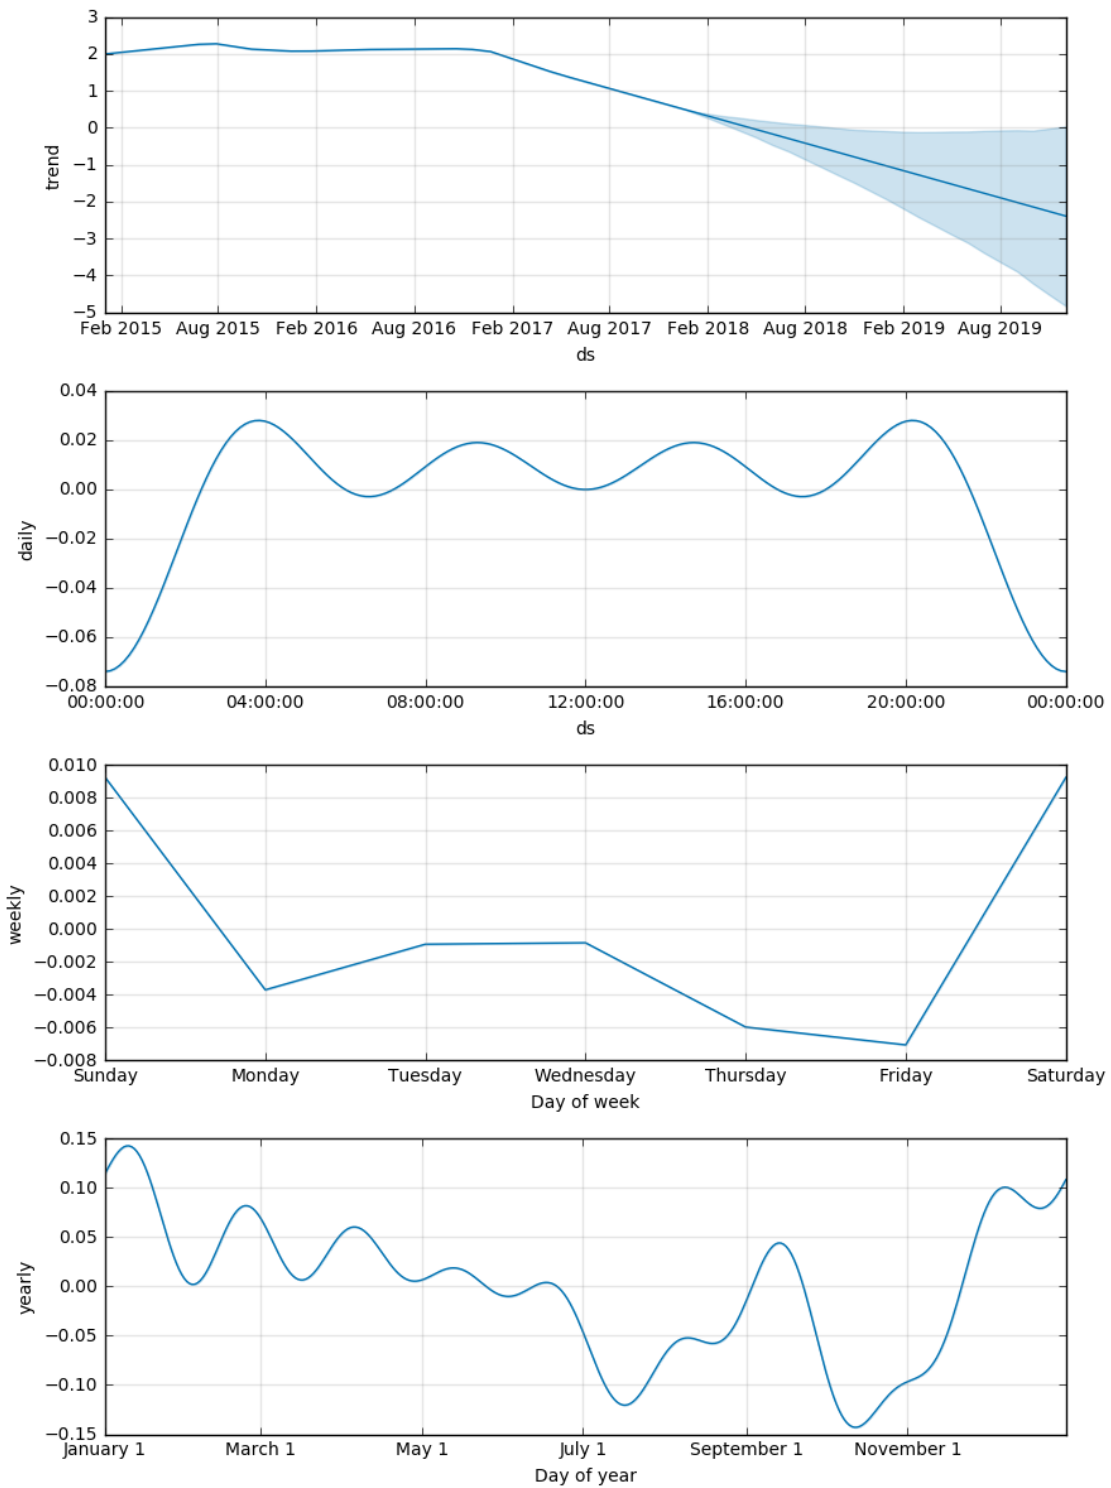 3
2
1
0
−1
−2
−3
−4
−5
trend
Feb 2015 Aug 2015 Feb 2016 Aug 2016 Feb 2017 Aug 2017 Feb 2018 Aug 2018 Feb 2019 Aug 2019
ds
0.04
0.02
0.00
−0.02
−0.04
−0.06
−0.08
daily
00:00:00 04:00:00 08:00:00 12:00:00 16:00:00 20:00:00 00:00:00
ds
0.010
0.008
0.006
0.004
0.002
0.000
−0.002
−0.004
−0.006
−0.008
weekly
Sunday Monday Tuesday Wednesday Thursday Friday Saturday
Day of week
0.15
0.10
0.05
0.00
−0.05
−0.10
−0.15
yearly
January 1 March 1 May 1 July 1 September 1 November 1
Day of year